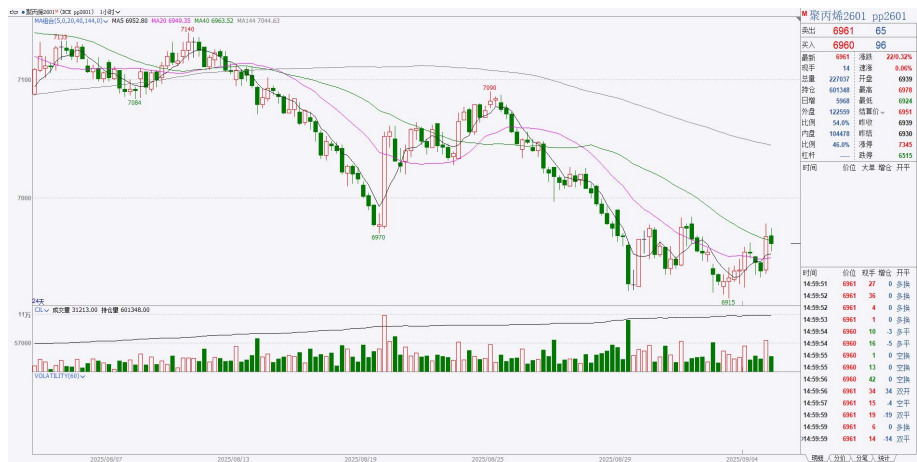 聚丙烯2601 (DCE pp2601) 1小时
MA组合(5,0,20,40,144,0) MA5 6952.80 MA20 6949.35 MA40 6963.52 MA144 7044.63
7133
7140
7100
7084
7090
7000
6970
6915
24天
CJL 成交量 31213.00 持仓量 601348.00
11万
57000
VOLATILITY(60)
2025/08/07 2025/08/13 2025/08/19 2025/08/25 2025/08/29 2025/09/04
M 聚丙烯2601 pp2601
卖出 6961 65
买入 6960 96
最新 6961 涨跌 22/0.32%
现手 14 速涨 0.06%
总量 227037 开盘 6939
持仓 601348 最高 6978
日增 5968 最低 6924
外盘 122559 结算价 6951
比例 54.0% 昨收 6939
内盘 104478 昨结 6930
比例 46.0% 涨停 7345
杠杆 —— 跌停 6515
时间 价位 大单 增仓 开平
时间 价位 现手 增仓 开平
14:59:51 6961 27 0 多换
14:59:52 6961 36 0 多换
14:59:52 6961 4 0 多换
14:59:53 6961 1 0 多换
14:59:54 6960 10 -3 多平
14:59:54 6960 16 -5 多平
14:59:55 6960 1 0 空换
14:59:55 6960 13 0 空换
14:59:56 6960 42 0 空换
14:59:56 6961 34 34 双开
14:59:57 6961 15 -4 空平
14:59:59 6961 19 -19 双平
14:59:59 6961 6 0 多换
14:59:59 6961 14 -14 双平
明细 分价 分笔 统计